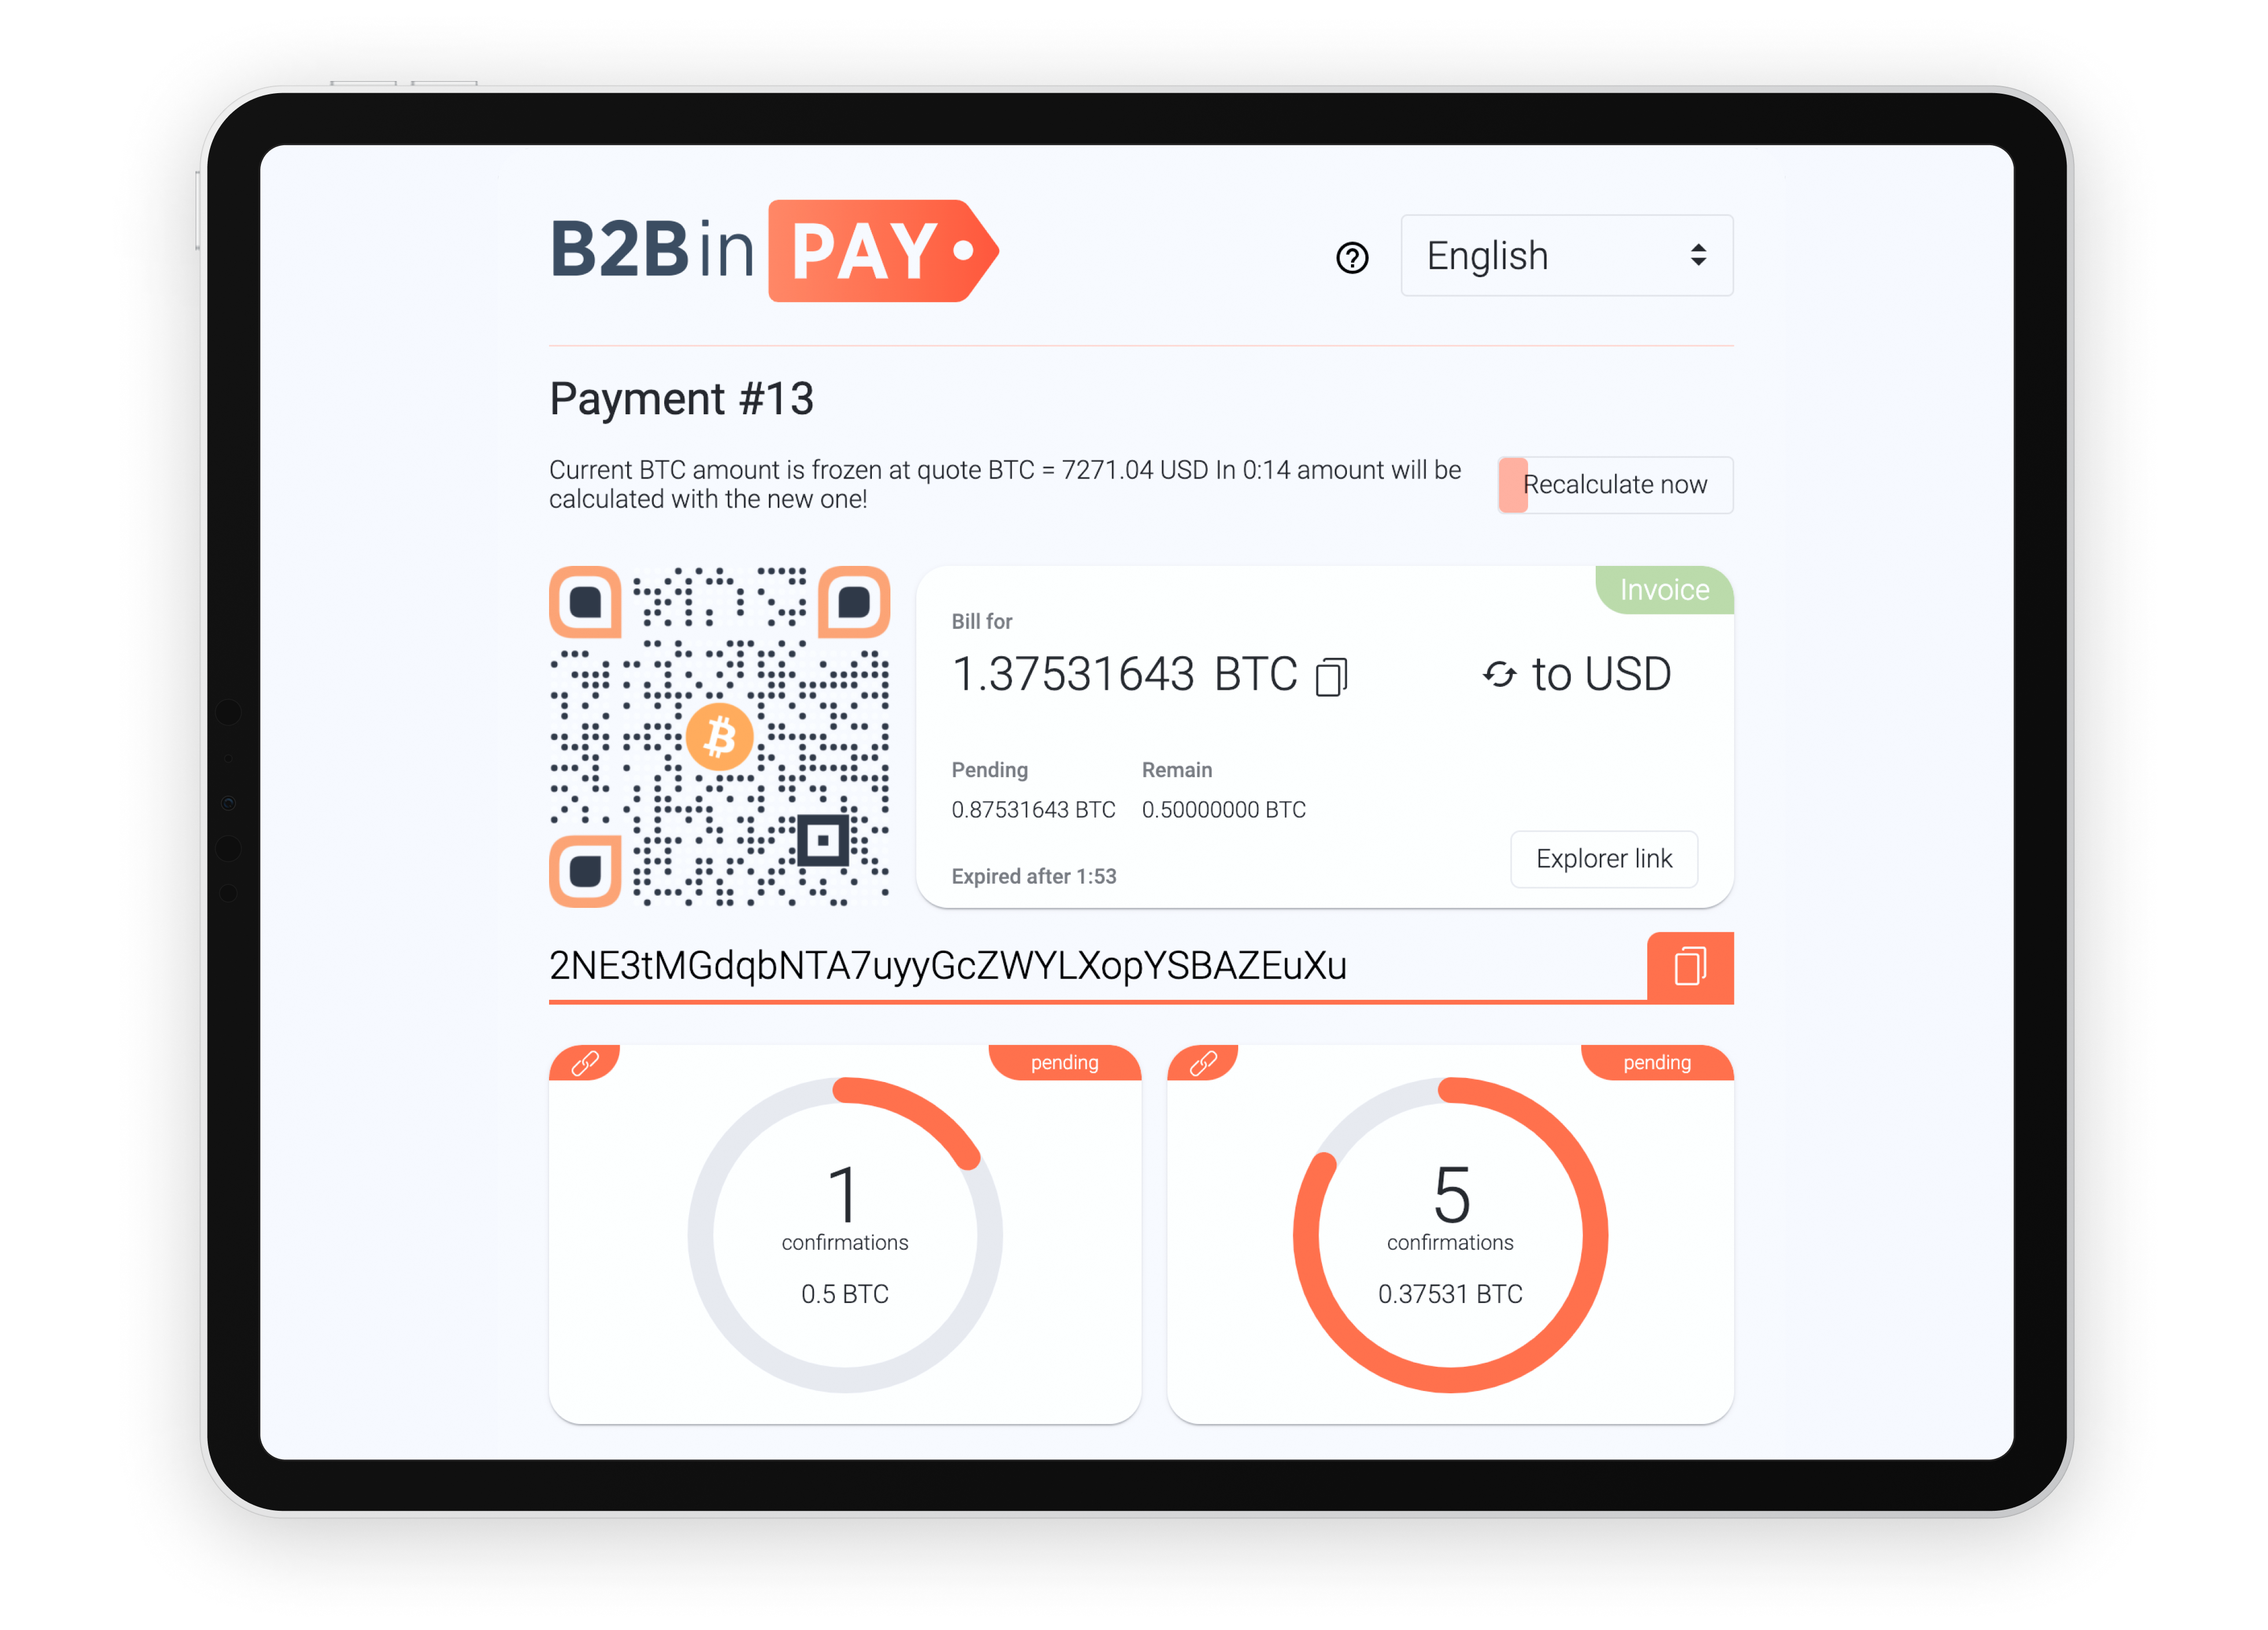 B2Bin PAY
English
Payment #13
Current BTC amount is frozen at quote BTC = 7271.04 USD In 0:14 amount will be
calculated with the new one!
Recalculate now
Invoice
Bill for
1.37531643 BTC
to USD
Pending Remain
0.87531643 BTC 0.50000000 BTC
Expired after 1:53
Explorer link
2NE3tMGdqbNTA7uyyGcZWYLXopYSBAZEuXu
pending
1
confirmations
0.5 BTC
pending
5
confirmations
0.37531 BTC